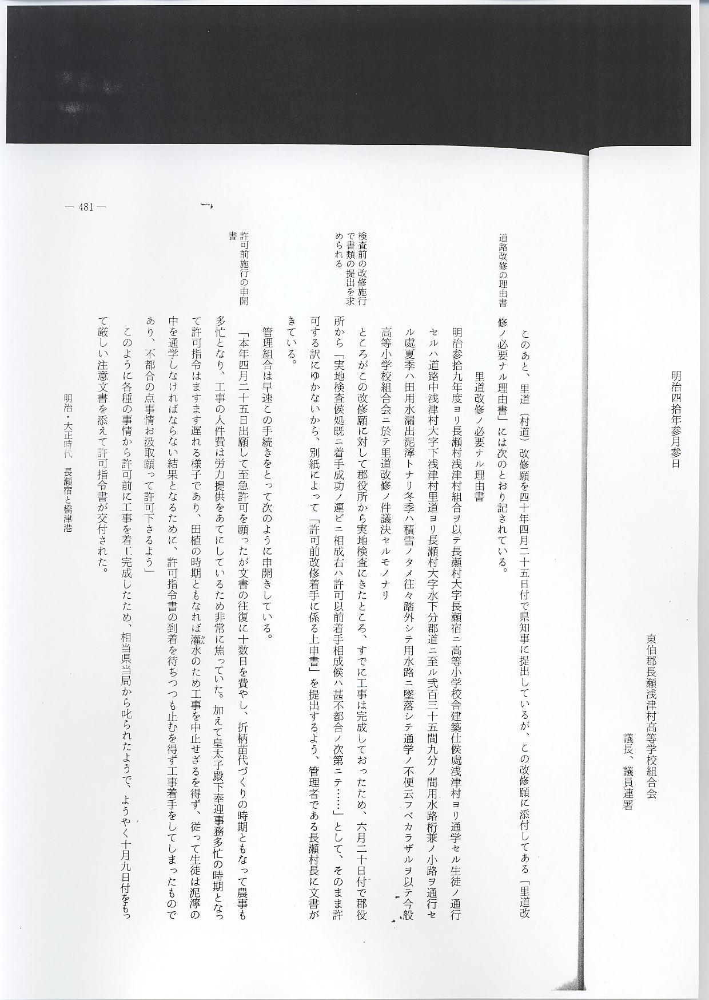 明治四拾年参月参日
東伯郡長瀬浅津村高等学校組合会
議長、議員連署
道路改修の理由書
このあと、里道（村道）改修願を四十年四月二十五日付で県知事に提出しているが、この改修願に添付してある「里道改
修ノ必要ナル理由書」には次のとおり記されている。
里道改修ノ必要ナル理由書
明治参拾九年度ヨリ長瀬村浅津村組合ヲ以テ長瀬村大字長瀬宿ニ高等小学校舎建築仕候處浅津村ヨリ通学セル生徒ノ通行
セルハ道路中浅津村大字下浅津村里道ヨリ長瀬村大字水下分郡道ニ至ル弐百三十五間九分ノ間用水路桁兼ノ小路ヲ通行セ
ル處夏季ハ田用水漏出泥濘トナリ冬季ハ積雪ノタメ往々踏外シテ用水路ニ墜落シテ通学ノ不便云フベカラザルヲ以テ今般
高等小学校組合会ニ於テ里道改修ノ件議決セルモノナリ
検査前の改修施行
で書類の提出を求
められる
ところがこの改修願に対して郡役所から実地検査にきたところ、すでに工事は完成しておったため、六月二十日付で郡役
所から「実地検査候処既ニ着手成功ノ運ビニ相成右ハ許可以前着手相成候ハ甚不都合ノ次第ニテ……」として、そのまま許
可する訳にゆかないから、別紙によって「許可前改修着手に係る上申書」を提出するよう、管理者である長瀬村長に文書が
きている。
管理組合は早速この手続きをとって次のように申開きしている。
許可前施行の申開
書
「本年四月二十五日出願して至急許可を願ったが文書の往復に十数日を費やし、折柄苗代づくりの時期ともなって農事も
多忙となり、工事の人件費は労力提供をあてにしているため非常に焦っていた。加えて皇太子殿下奉迎事務多忙の時期となっ
て許可指令はますます遅れる様子であり、田植の時期ともなれば灌かん水のため工事を中止せざるを得ず、従って生徒は泥濘の
中を通学しなければならない結果となるために、許可指令書の到着を待ちつつも止むを得ず工事着手をしてしまったもので
あり、不都合の点事情お汲取願って許可下さるよう」
このように各種の事情から許可前に工事を着工完成したため、相当県当局から叱られたようで、ようやく十月九日付をもっ
て厳しい注意文書を添えて許可指令書が交付された。
明治・大正時代　長瀬宿と橋津港
— 481 —